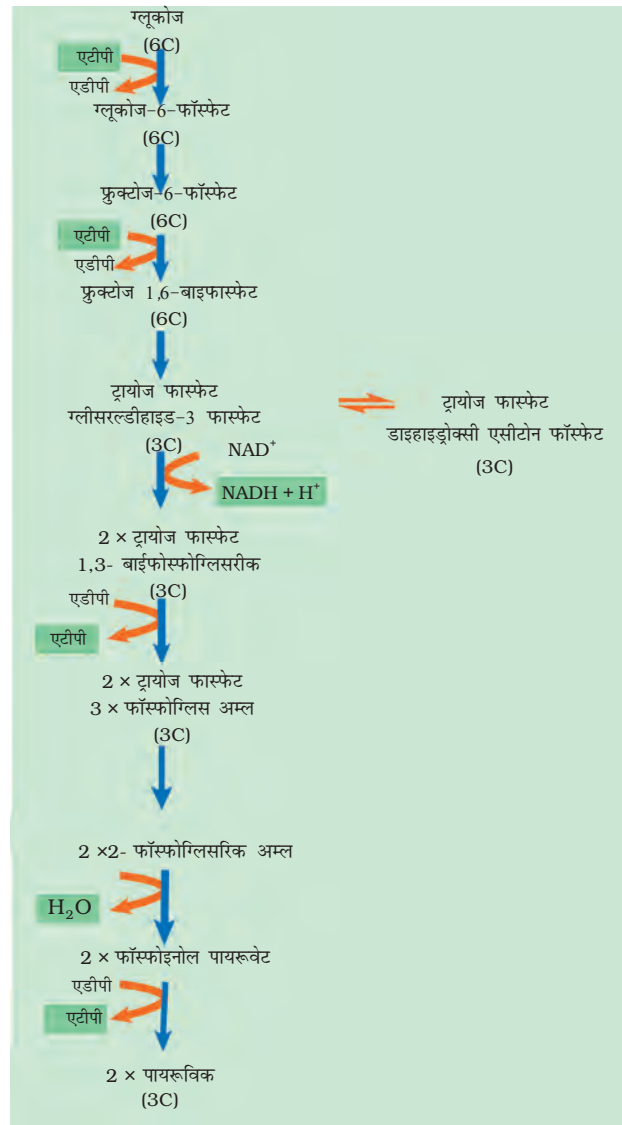 ग्लूकोज
(6C)
एटीपी
एडीपी
ग्लूकोज-6-फॉस्फेट
(6C)
फ्रुक्टोज-6-फॉस्फेट
(6C)
एटीपी
एडीपी
फ्रुक्टोज 1,6-बाइफास्फेट
(6C)
ट्रायोज फास्फेट
ग्लीसरल्डीहाइड-3 फास्फेट
(3C)
ट्रायोज फास्फेट
डाइहाइड्रोक्सी एसीटोन फॉस्फेट
(3C)
NAD⁺
NADH + H⁺
2 × ट्रायोज फास्फेट
1,3- बाईफोस्फोग्लिसरीक
(3C)
एडीपी
एटीपी
2 × ट्रायोज फास्फेट
3 × फॉस्फोग्लिस अम्ल
(3C)
2 ×2- फॉस्फोग्लिसरिक अम्ल
H₂O
2 × फॉस्फोइनोल पायरूवेट
एडीपी
एटीपी
2 × पायरूविक
(3C)